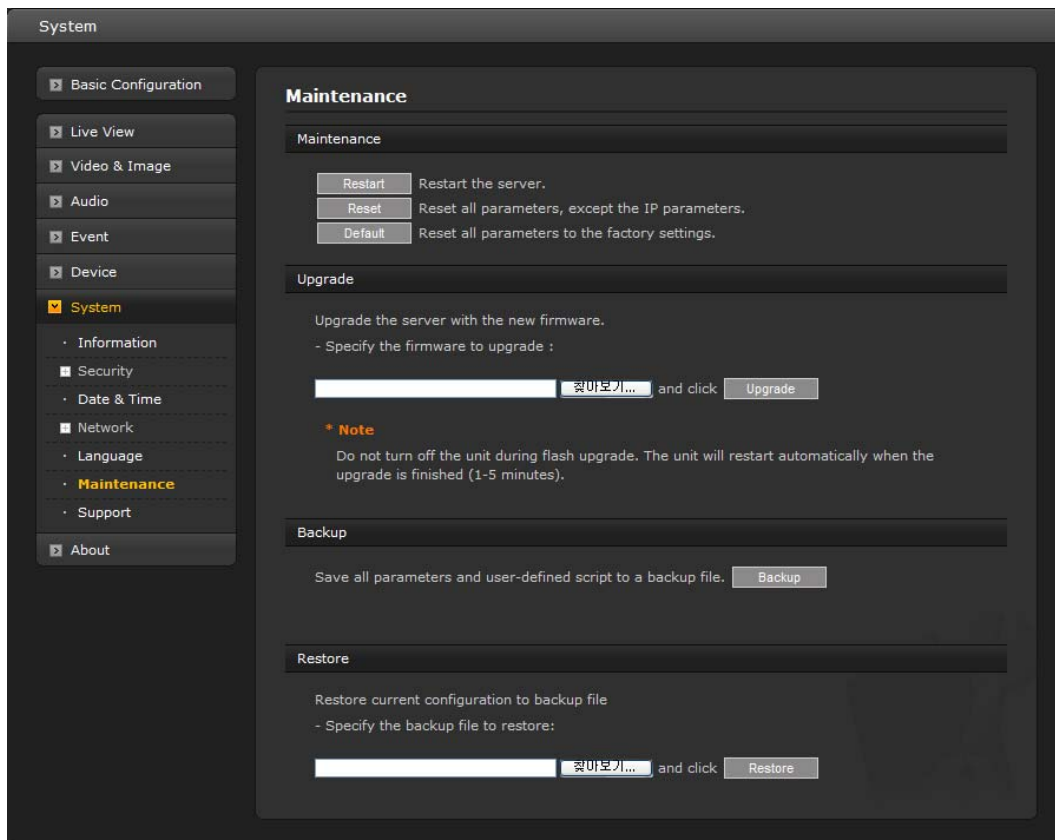 System
Basic Configuration
Live View
Video & Image
Audio
Event
Device
System
· Information
Security
· Date & Time
Network
· Language
· Maintenance
· Support
About
Maintenance
Maintenance
Restart Restart the server.
Reset Reset all parameters, except the IP parameters.
Default Reset all parameters to the factory settings.
Upgrade
Upgrade the server with the new firmware.
- Specify the firmware to upgrade :
찾아보기... and click Upgrade
* Note
Do not turn off the unit during flash upgrade. The unit will restart automatically when the
upgrade is finished (1-5 minutes).
Backup
Save all parameters and user-defined script to a backup file. Backup
Restore
Restore current configuration to backup file
- Specify the backup file to restore:
찾아보기... and click Restore